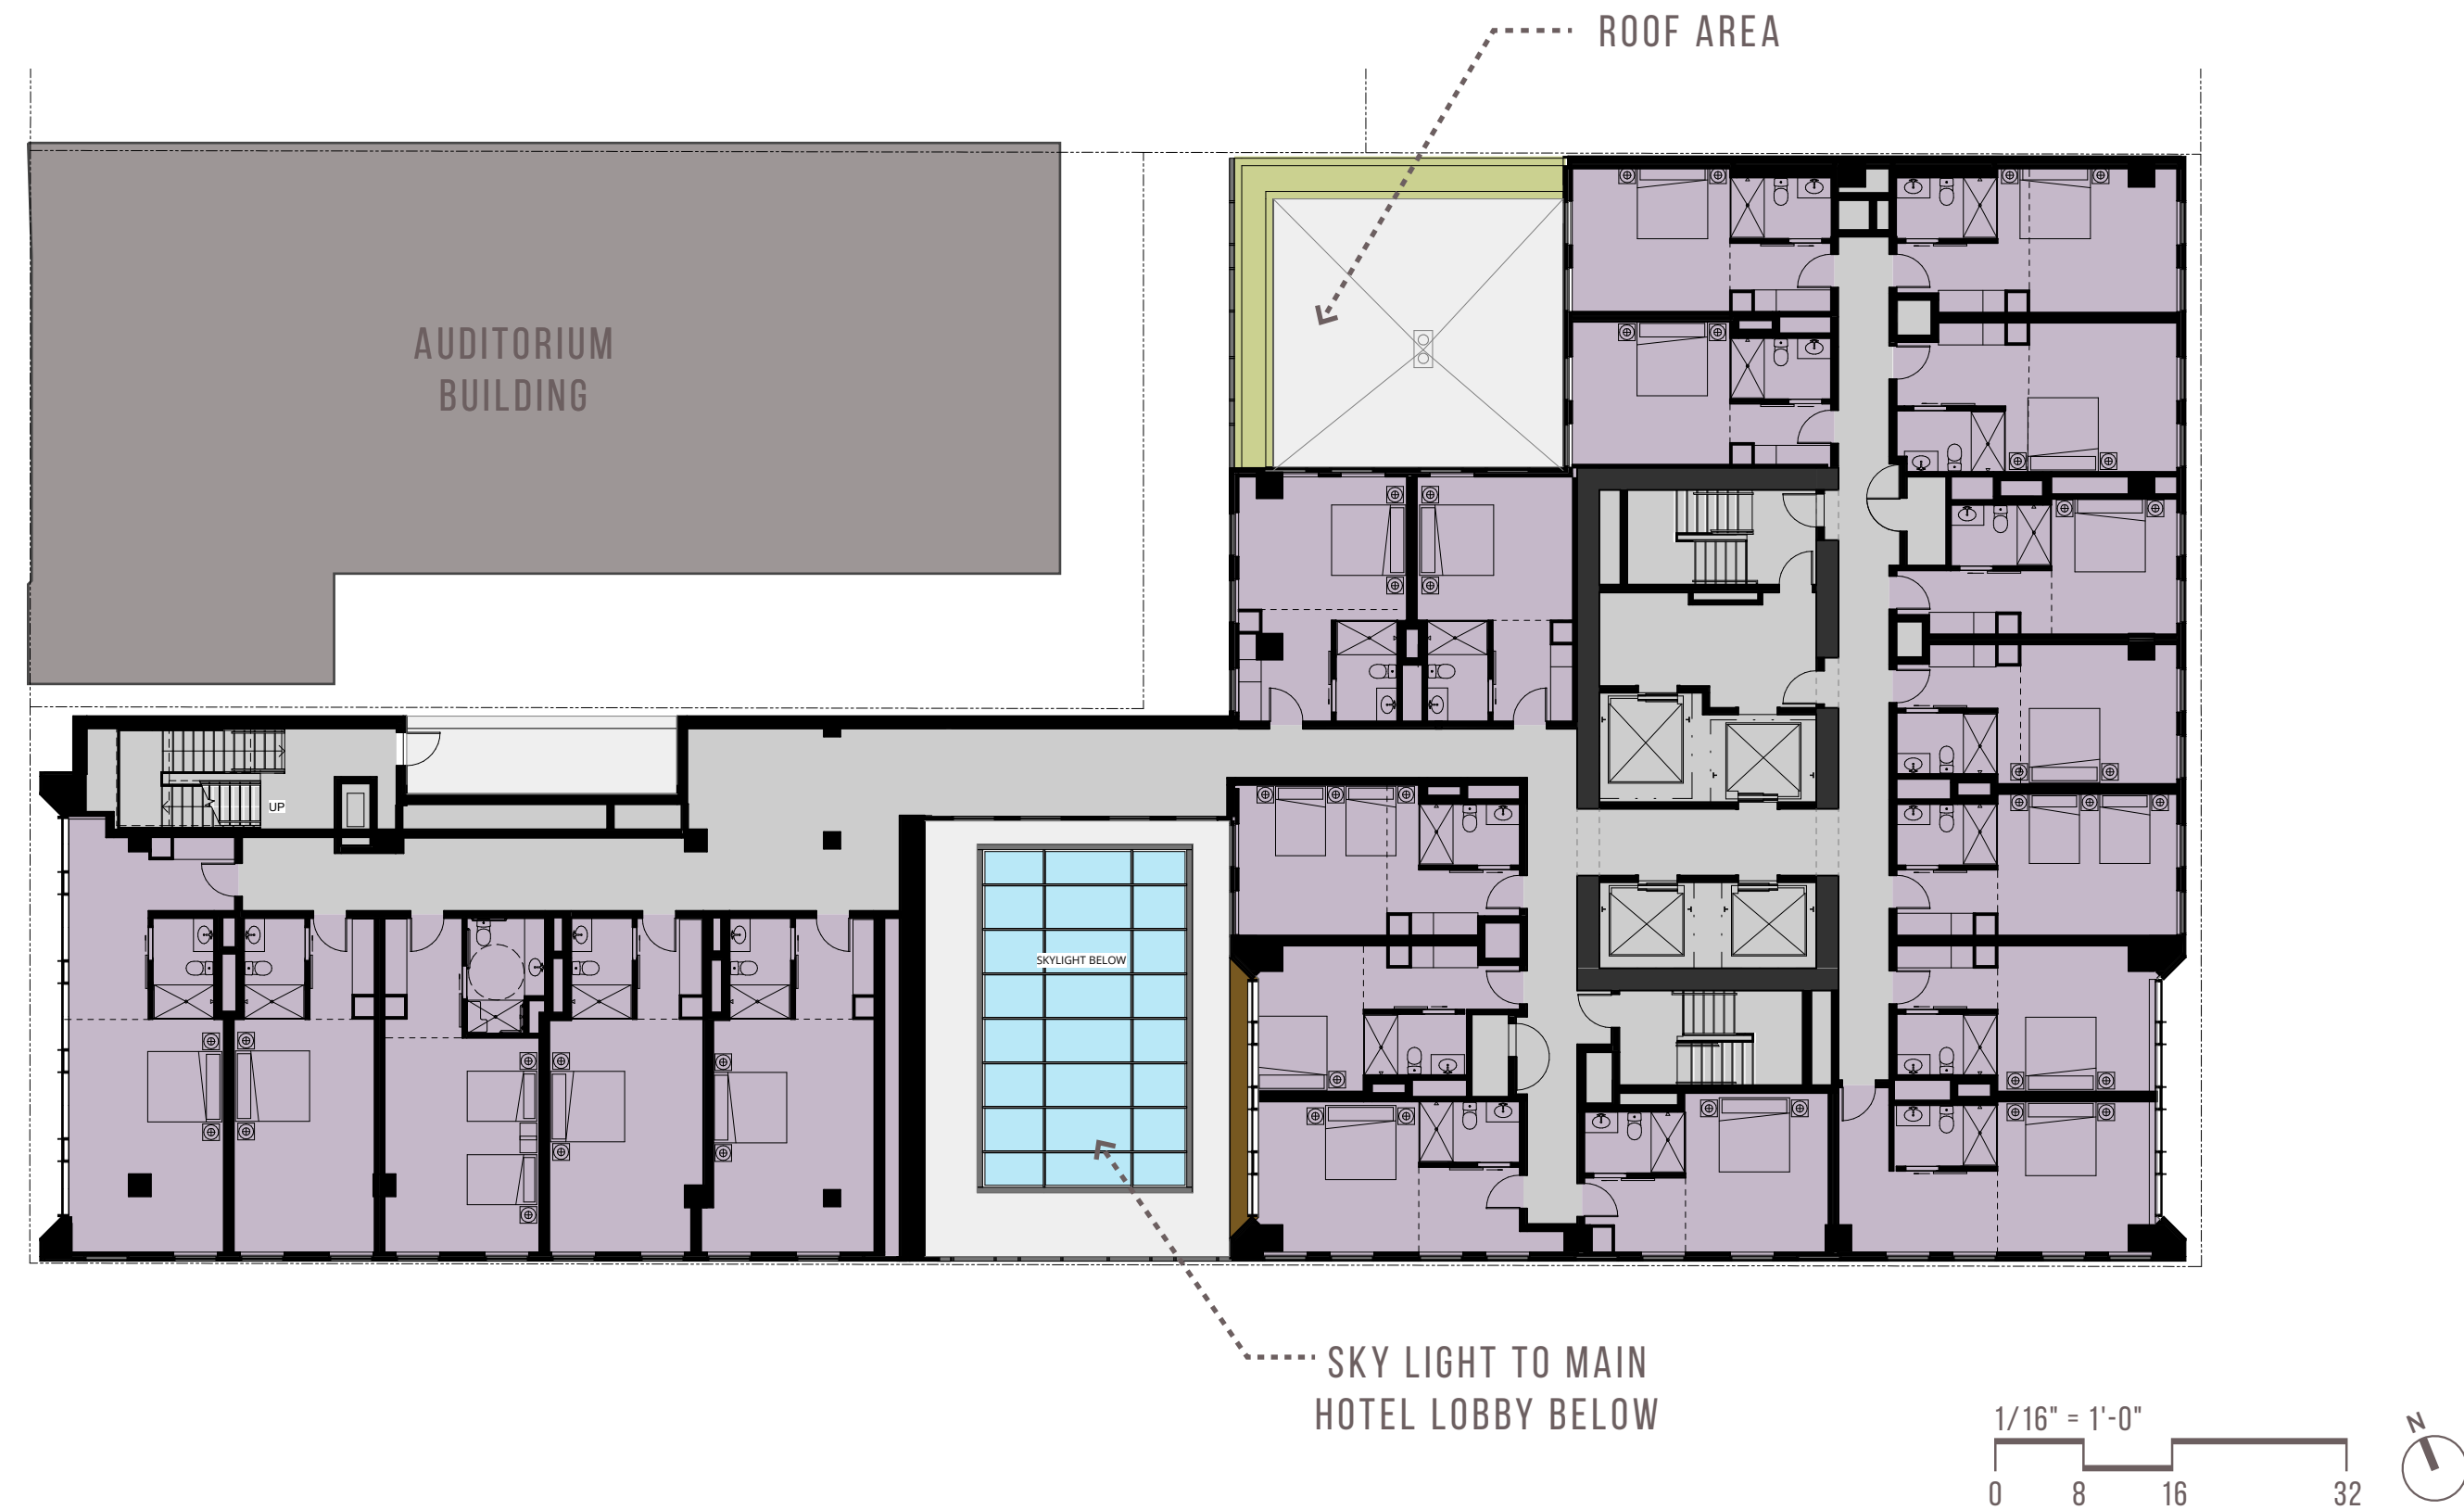 ROOF AREA
AUDITORIUM
BUILDING
UP
SKYLIGHT BELOW
SKY LIGHT TO MAIN
HOTEL LOBBY BELOW
1/16" = 1'-0"
0 8 16 32
N